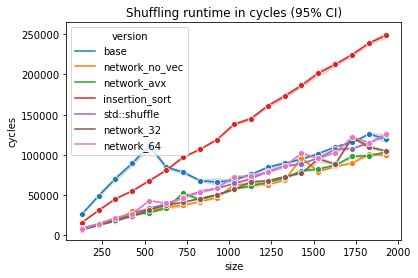 Shuffling runtime in cycles (95% CI)
version
base
network_no_vec
network_avx
insertion_sort
std::shuffle
network_32
network_64
250000
200000
150000
100000
50000
0
cycles
250 500 750 1000 1250 1500 1750 2000
size